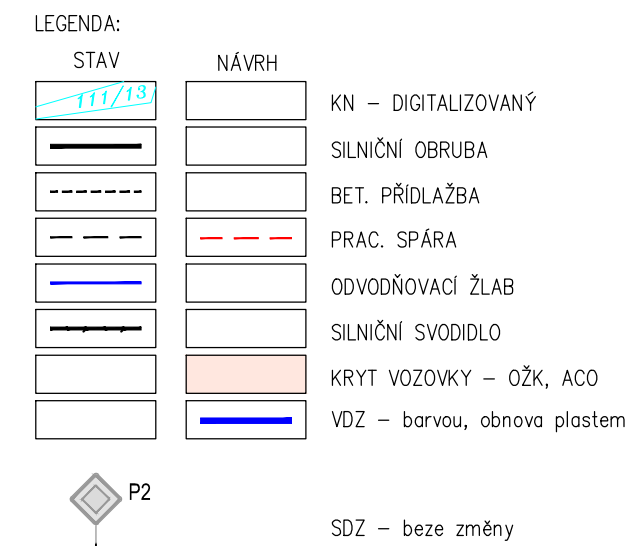 LEGENDA:
STAV NÁVRH
111/13 KN – DIGITALIZOVANÝ
SILNIČNÍ OBRUBA
BET. PŘÍDLAŽBA
PRAC. SPÁRA
ODVODŇOVACÍ ŽLAB
SILNIČNÍ SVODIDLO
KRYT VOZOVKY – OŽK, ACO
VDZ – barvou, obnova plastem
P2
SDZ – beze změny